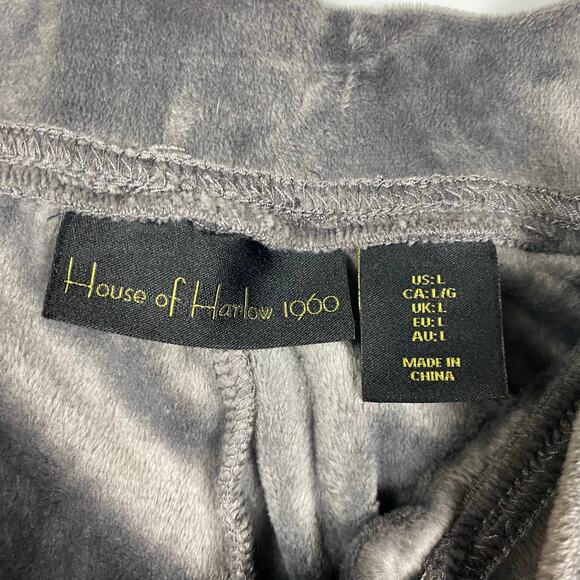 House of Harlow 1960
US: L
CA: L/G
UK: L
EU: L
AU: L
MADE IN
CHINA